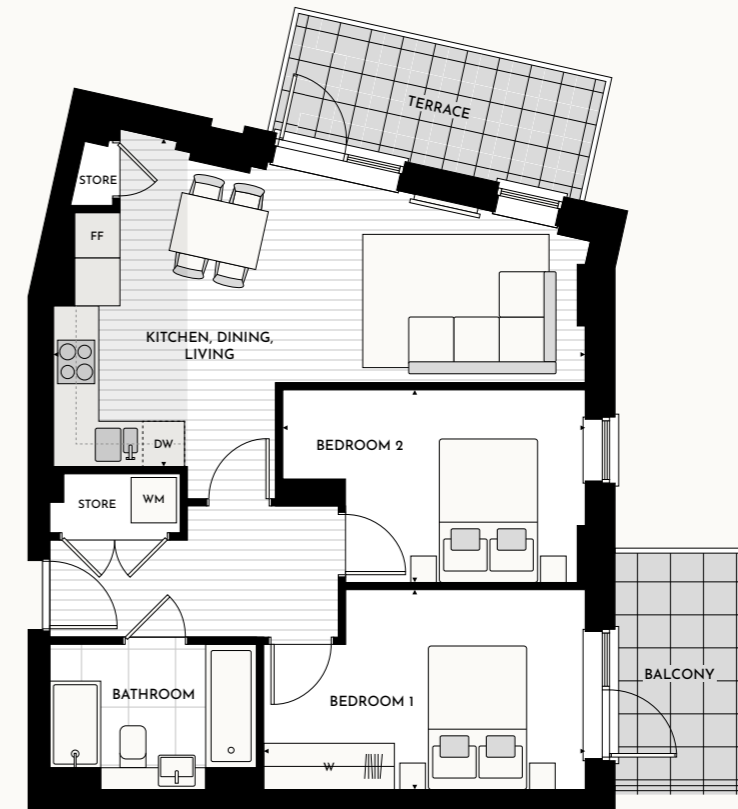 TERRACE
STORE
FF
KITCHEN, DINING,
LIVING
DW
BEDROOM 2
STORE
WM
BALCONY
BATHROOM
BEDROOM 1
W